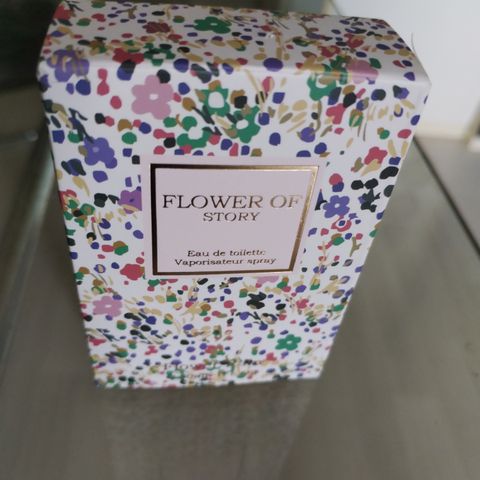 FLOWER OF
STORY
Eau de toilette
Vaporisateur spray